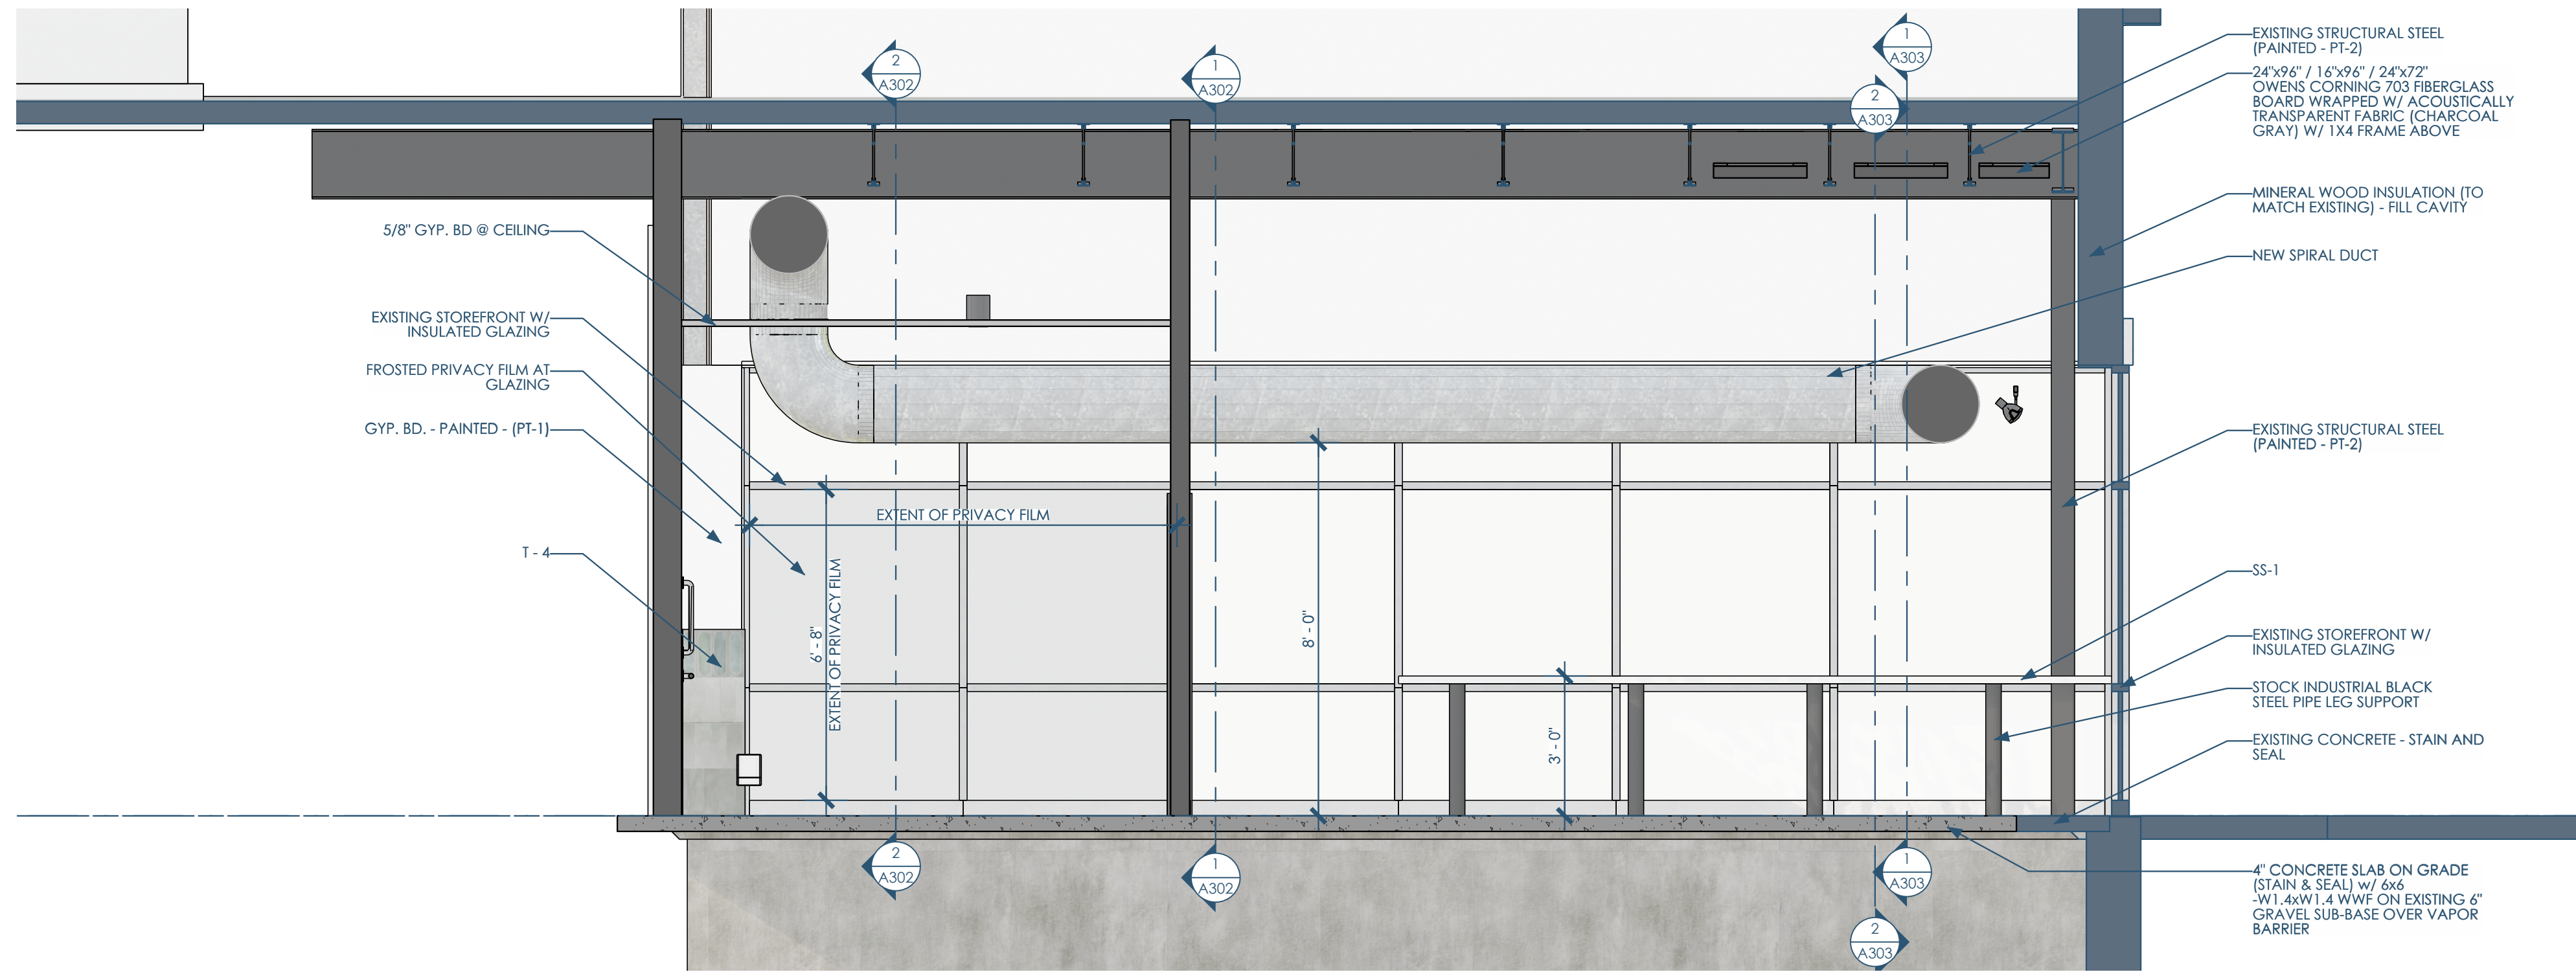 2
A302
1
A302
1
A303
2
A303
EXISTING STRUCTURAL STEEL
(PAINTED - PT-2)
24"x96" / 16"x96" / 24"x72"
OWENS CORNING 703 FIBERGLASS
BOARD WRAPPED W/ ACOUSTICALLY
TRANSPARENT FABRIC (CHARCOAL
GRAY) W/ 1X4 FRAME ABOVE
MINERAL WOOD INSULATION (TO
MATCH EXISTING) - FILL CAVITY
NEW SPIRAL DUCT
5/8" GYP. BD @ CEILING
EXISTING STOREFRONT W/
INSULATED GLAZING
FROSTED PRIVACY FILM AT
GLAZING
GYP. BD. - PAINTED - (PT-1)
T - 4
EXTENT OF PRIVACY FILM
6' - 8"
EXTENT OF PRIVACY FILM
8' - 0"
3' - 0"
EXISTING STRUCTURAL STEEL
(PAINTED - PT-2)
SS-1
EXISTING STOREFRONT W/
INSULATED GLAZING
STOCK INDUSTRIAL BLACK
STEEL PIPE LEG SUPPORT
EXISTING CONCRETE - STAIN AND
SEAL
4" CONCRETE SLAB ON GRADE
(STAIN & SEAL) w/ 6x6
-W1.4xW1.4 WWF ON EXISTING 6"
GRAVEL SUB-BASE OVER VAPOR
BARRIER
2
A302
1
A302
1
A303
2
A303